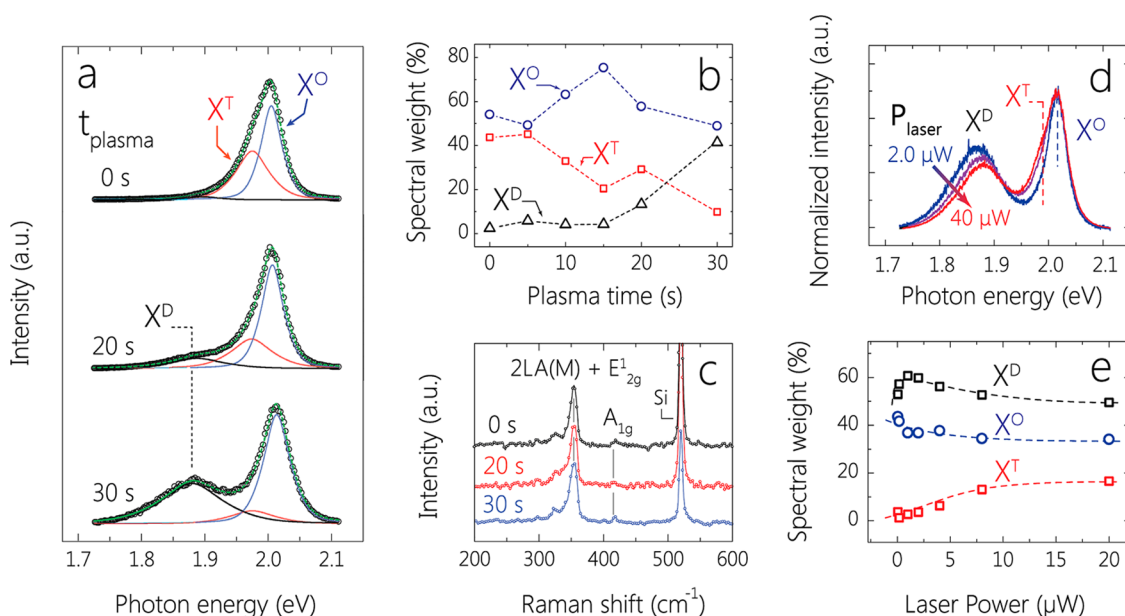 a
X^T
X^O
t_plasma
0 s
X^D
20 s
30 s
1.7 1.8 1.9 2.0 2.1
Photon energy (eV)
Intensity (a.u.)
b
X^O
X^T
X^D
80
60
40
20
0
0 10 20 30
Plasma time (s)
Spectral weight (%)
c
2LA(M) + E^1_2g
A_1g
Si
0 s
20 s
30 s
200 300 400 500 600
Raman shift (cm^-1)
Intensity (a.u.)
d
X^T
P_laser X^D
X^O
2.0 μW
40 μW
1.7 1.8 1.9 2.0 2.1
Photon energy (eV)
Normalized intensity (a.u.)
e
X^D
X^O
X^T
60
40
20
0
0 5 10 15 20
Laser Power (μW)
Spectral weight (%)